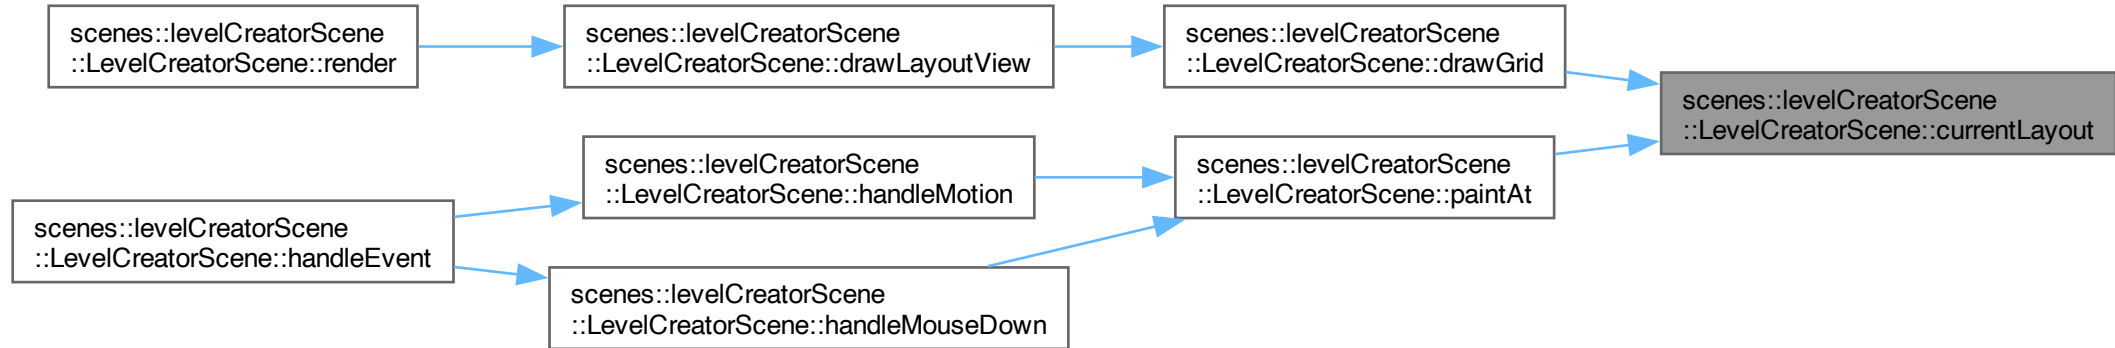 scenes::levelCreatorScene
::LevelCreatorScene::render
scenes::levelCreatorScene
::LevelCreatorScene::drawLayoutView
scenes::levelCreatorScene
::LevelCreatorScene::drawGrid
scenes::levelCreatorScene
::LevelCreatorScene::currentLayout
scenes::levelCreatorScene
::LevelCreatorScene::handleMotion
scenes::levelCreatorScene
::LevelCreatorScene::paintAt
scenes::levelCreatorScene
::LevelCreatorScene::handleEvent
scenes::levelCreatorScene
::LevelCreatorScene::handleMouseDown